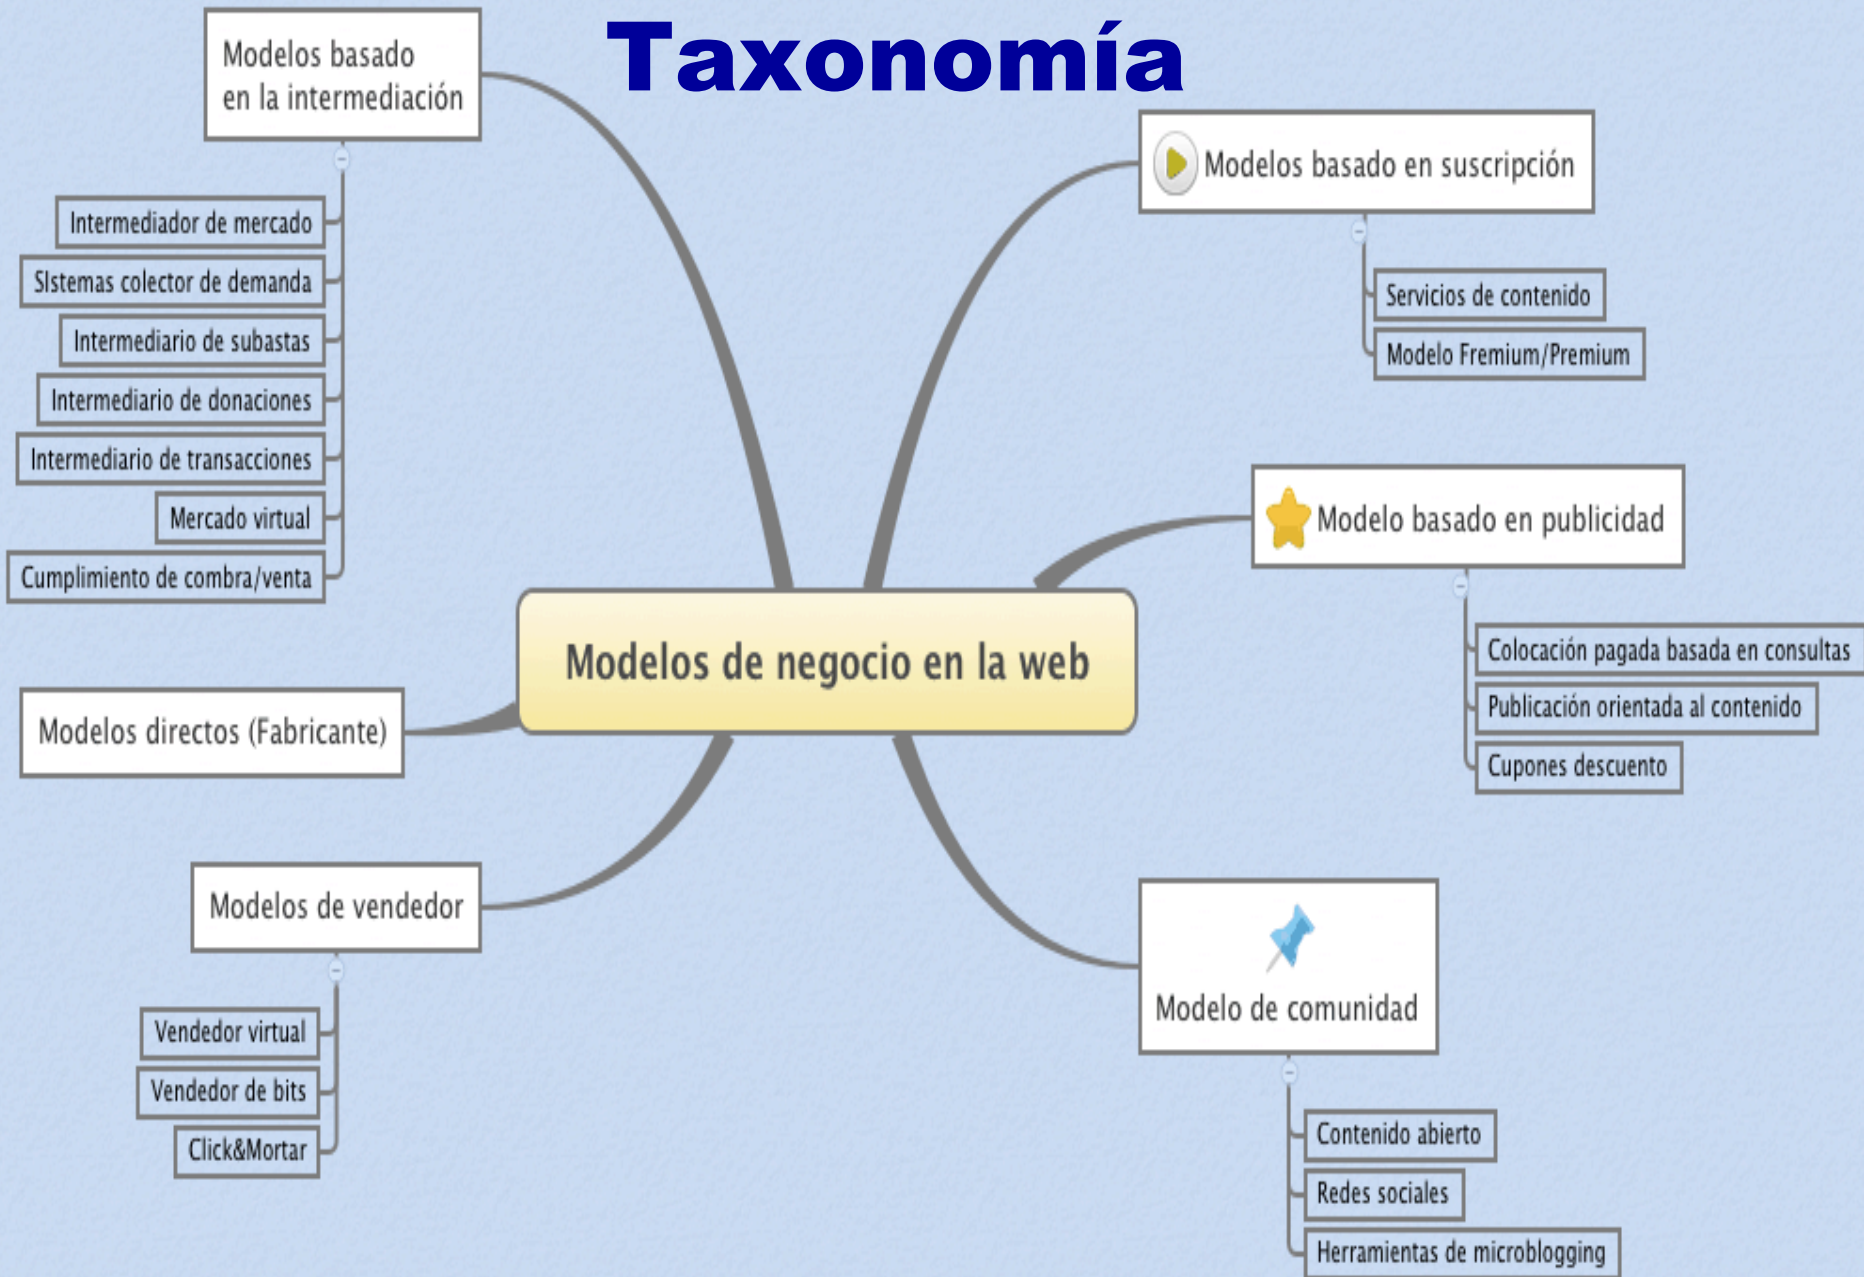 Taxonomía
Modelos basado
en la intermediación
Intermediador de mercado
SIstemas colector de demanda
Intermediario de subastas
Intermediario de donaciones
Intermediario de transacciones
Mercado virtual
Cumplimiento de combra/venta
Modelos directos (Fabricante)
Modelos de vendedor
Vendedor virtual
Vendedor de bits
Click&Mortar
Modelos de negocio en la web
Modelos basado en suscripción
Servicios de contenido
Modelo Fremium/Premium
Modelo basado en publicidad
Colocación pagada basada en consultas
Publicación orientada al contenido
Cupones descuento
Modelo de comunidad
Contenido abierto
Redes sociales
Herramientas de microblogging